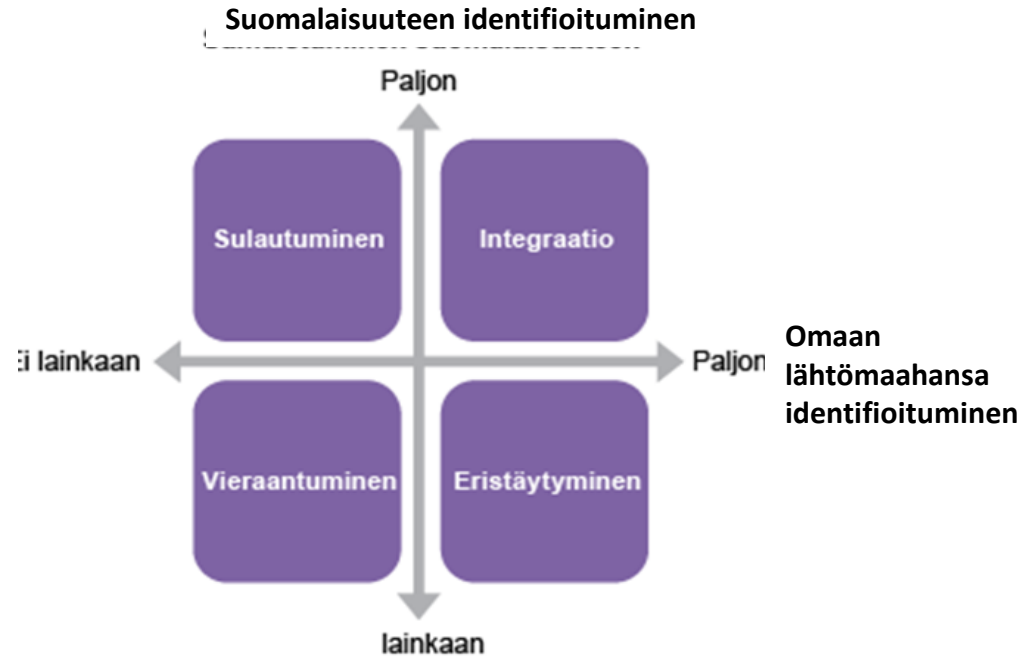 Suomalaisuuteen identifioituminen
Paljon
Sulautuminen
Integraatio
Ei lainkaan
Paljon
Omaan
lähtömaahansa
identifioituminen
Vieraantuminen
Eristäytyminen
lainkaan